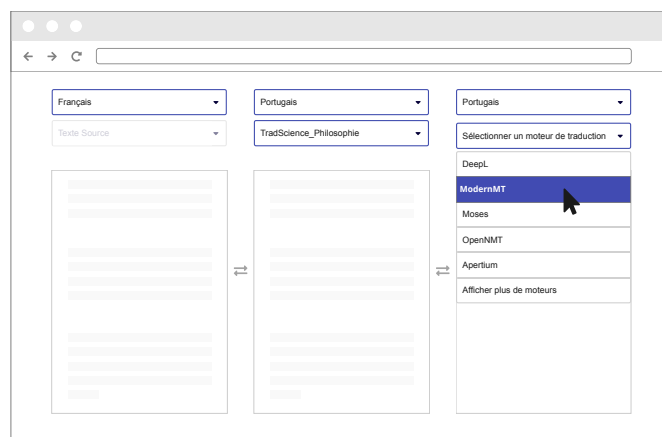 Français
Portugais
Portugais
Texte Source
TradScience_Philosophie
Sélectionner un moteur de traduction
DeepL
ModernMT
Moses
OpenNMT
Apertium
Afficher plus de moteurs